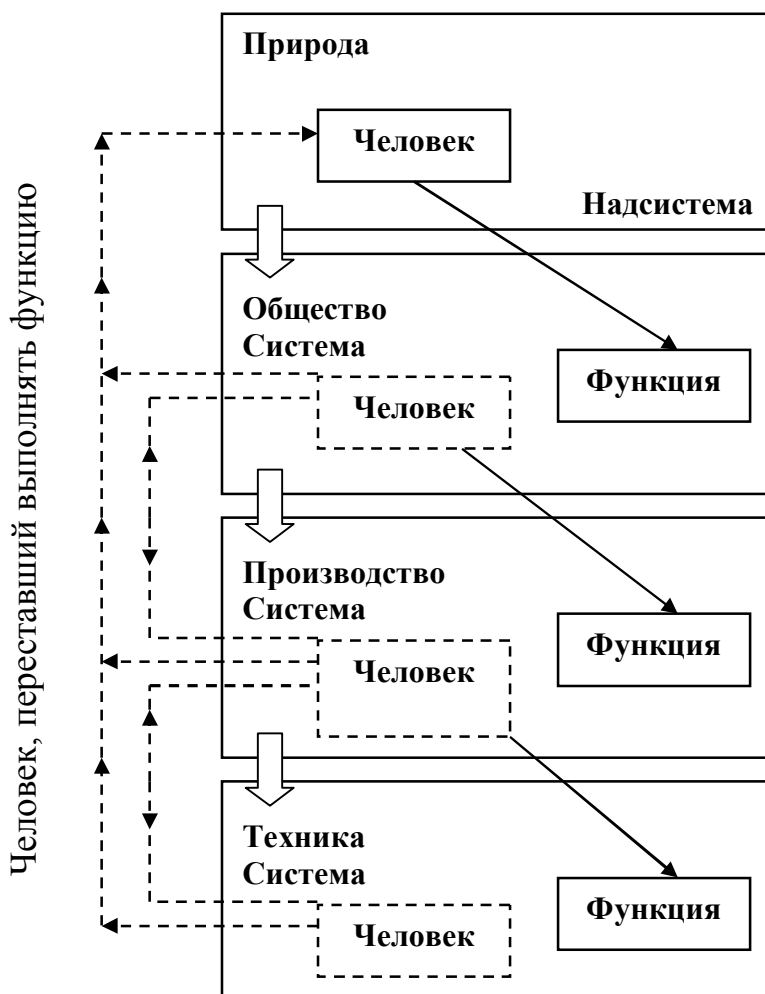 Человек, переставший выполнять функцию
Природа
Человек
Надсистема
Общество
Система
Человек
Функция
Производство
Система
Человек
Функция
Техника
Система
Человек
Функция